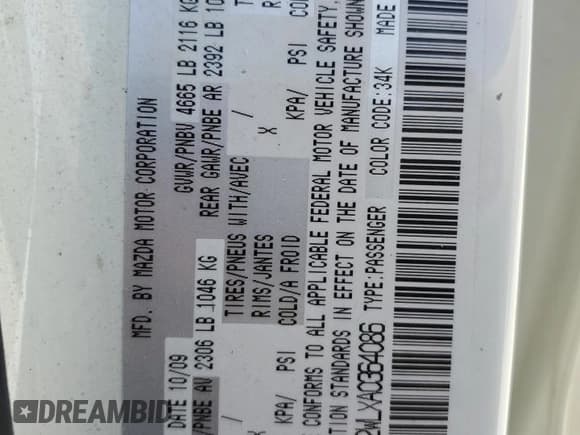 MFD. BY MAZDA MOTOR CORPORATION
DATE 10/09 GVWR/PNBV 4665 LB 2116 KG
/PNBE AV 2306 LB 1046 KG REAR GAWR/PNBE AR 2392 LB
TIRES/PNEUS WITH/AVEC
/ /
RIMS/JANTES
X X
COLD/A FROID
KPA/ PSI KPA/ PSI
CONFORMS TO ALL APPLICABLE FEDERAL MOTOR VEHICLE SAFETY,
TION STANDARDS IN EFFECT ON THE DATE OF MANUFACTURE SHOWN
WLXA0364086 TYPE:PASSENGER COLOR CODE:34K MADE
DREAMBID